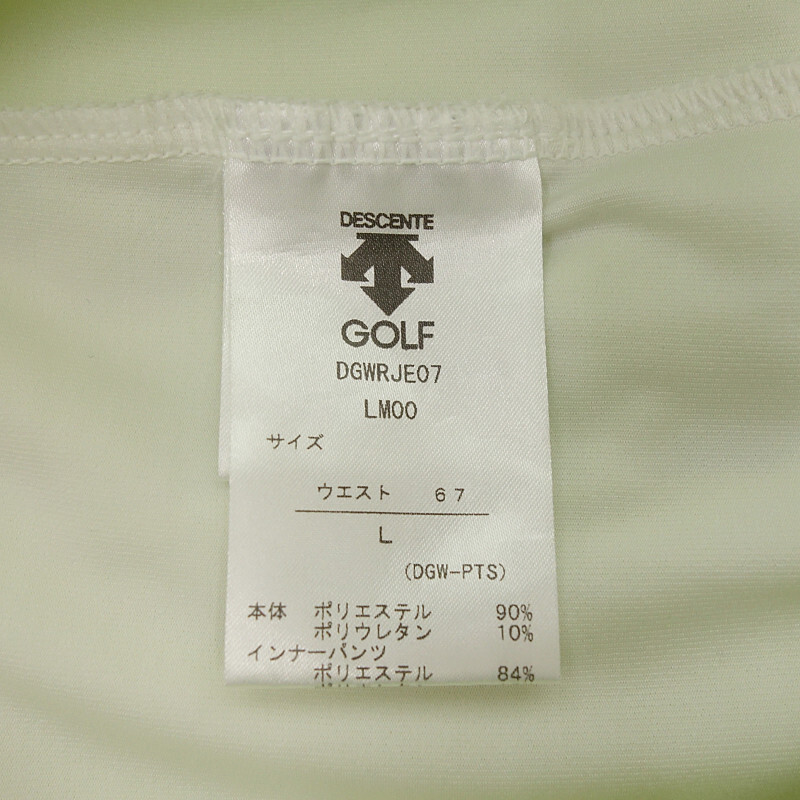 DESCENTE
GOLF
DGWRJE07
LM00
サイズ
ウエスト 67
L
(DGW-PTS)
本体 ポリエステル 90%
ポリウレタン 10%
インナーパンツ
ポリエステル 84%